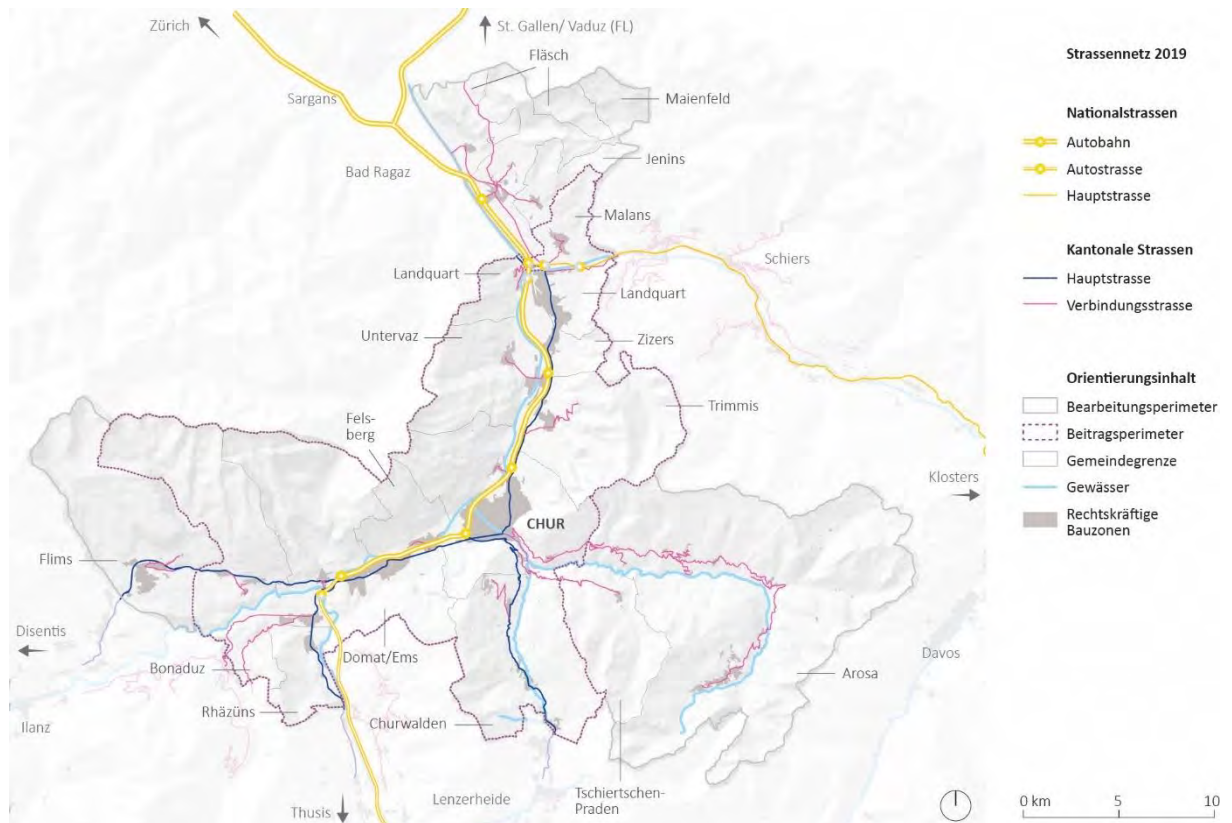 Zürich
St. Gallen/ Vaduz (FL)
Fläsch
Sargans
Maienfeld
Bad Ragaz
Jenins
Malans
Landquart
Schiers
Landquart
Untervaz
Zizers
Trimmis
Fels-
berg
Klosters
CHUR
Flims
Disentis
Domat/Ems
Bonaduz
Davos
Arosa
Rhäzüns
Churwalden
Ilanz
Tschiertschen-
Praden
Lenzerheide
Thusis
Strassennetz 2019
Nationalstrassen
Autobahn
Autostrasse
Hauptstrasse
Kantonale Strassen
Hauptstrasse
Verbindungsstrasse
Orientierungsinhalt
Bearbeitungsperimeter
Beitragsperimeter
Gemeindegrenze
Gewässer
Rechtskräftige
Bauzonen
0 km 5 10